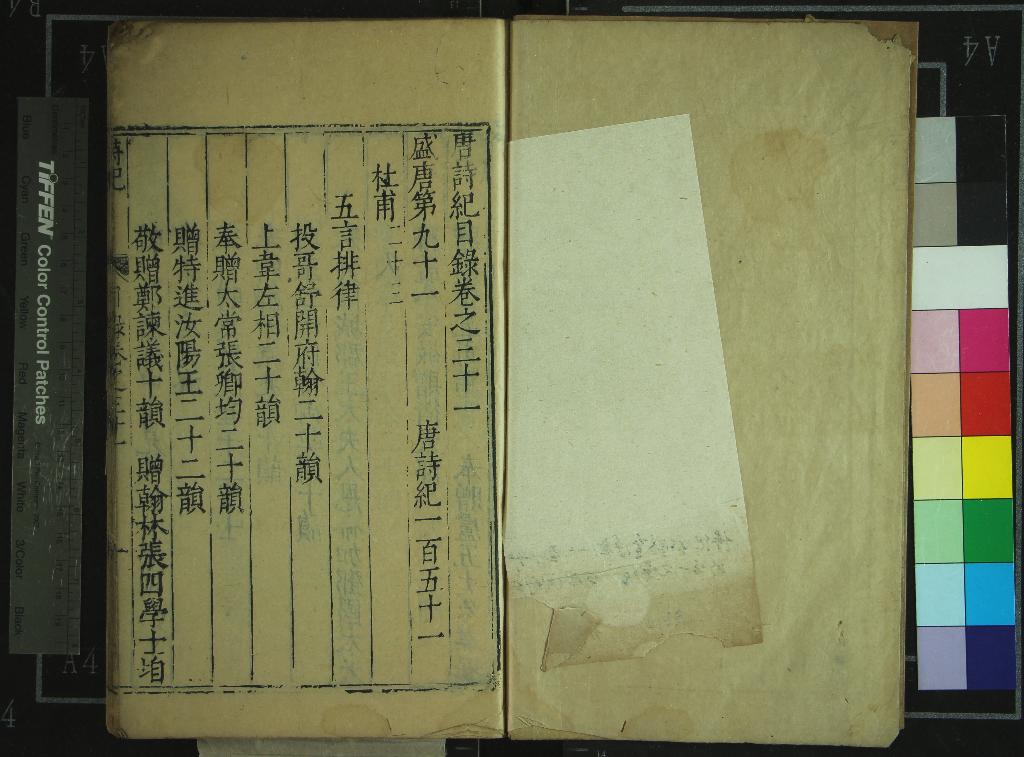 唐詩紀目錄卷之三十一
盛唐第九十一 唐詩紀一百五十一
杜甫二十三
五言排律
投哥舒開府翰二十韻
上韋左相二十韻
奉贈太常張卿均二十韻
贈特進汝陽王二十二韻
敬贈鄭諫議十韻 贈翰林張四學士垍
TIFFEN Color Control Patches
Blue Cyan Green Yellow Red Magenta White 3/Color Black
A4
A4
A4